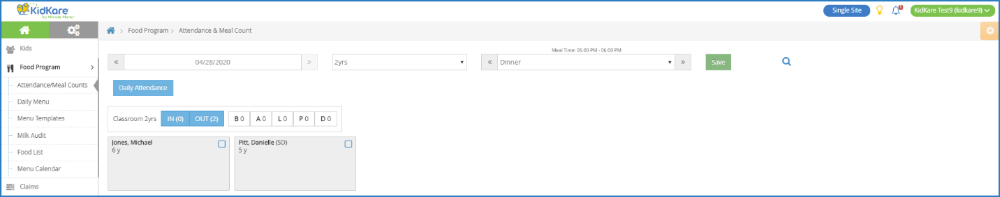 KidKare
by Minute Menu
Single Site
1
KidKare Test9 (kidkare9)
Food Program
Attendance & Meal Count
Kids
Food Program
Attendance/Meal Counts
Daily Menu
Menu Templates
Milk Audit
Food List
Menu Calendar
Claims
Meal Time: 05:00 PM - 06:00 PM
« 04/28/2020 »
2yrs
« Dinner »
Save
Daily Attendance
Classroom 2yrs IN (0) OUT (2) B 0 A 0 L 0 P 0 D 0
Jones, Michael
6 y
Pitt, Danielle (SD)
5 y